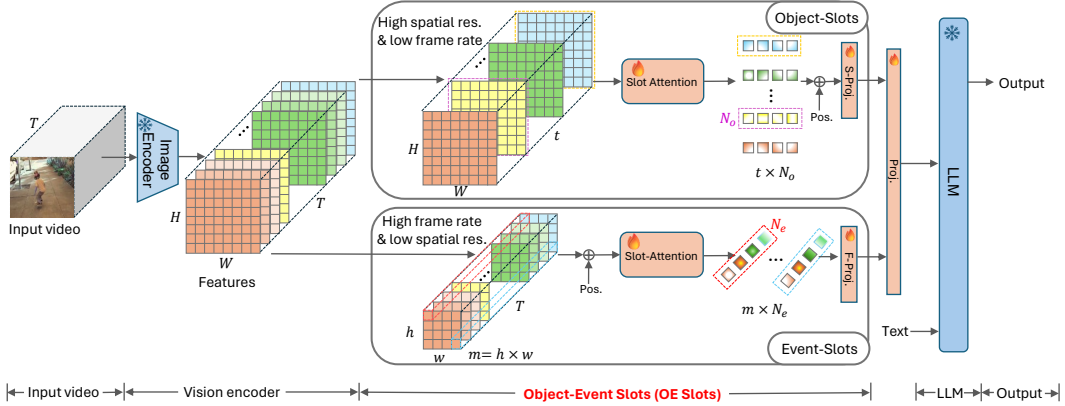 T
Input video
Image
Encoder
H
W
T
Features
High spatial res.
& low frame rate
...
H
W
t
Slot Attention
N_o
...
t × N_o
Pos.
S-Proj.
Object-Slots
High frame rate
& low spatial res.
...
h
w
T
m= h × w
Pos.
Slot-Attention
N_e
...
m × N_e
F-Proj.
Event-Slots
Proj.
Text
LLM
Output
Input video
Vision encoder
Object-Event Slots (OE Slots)
LLM
Output